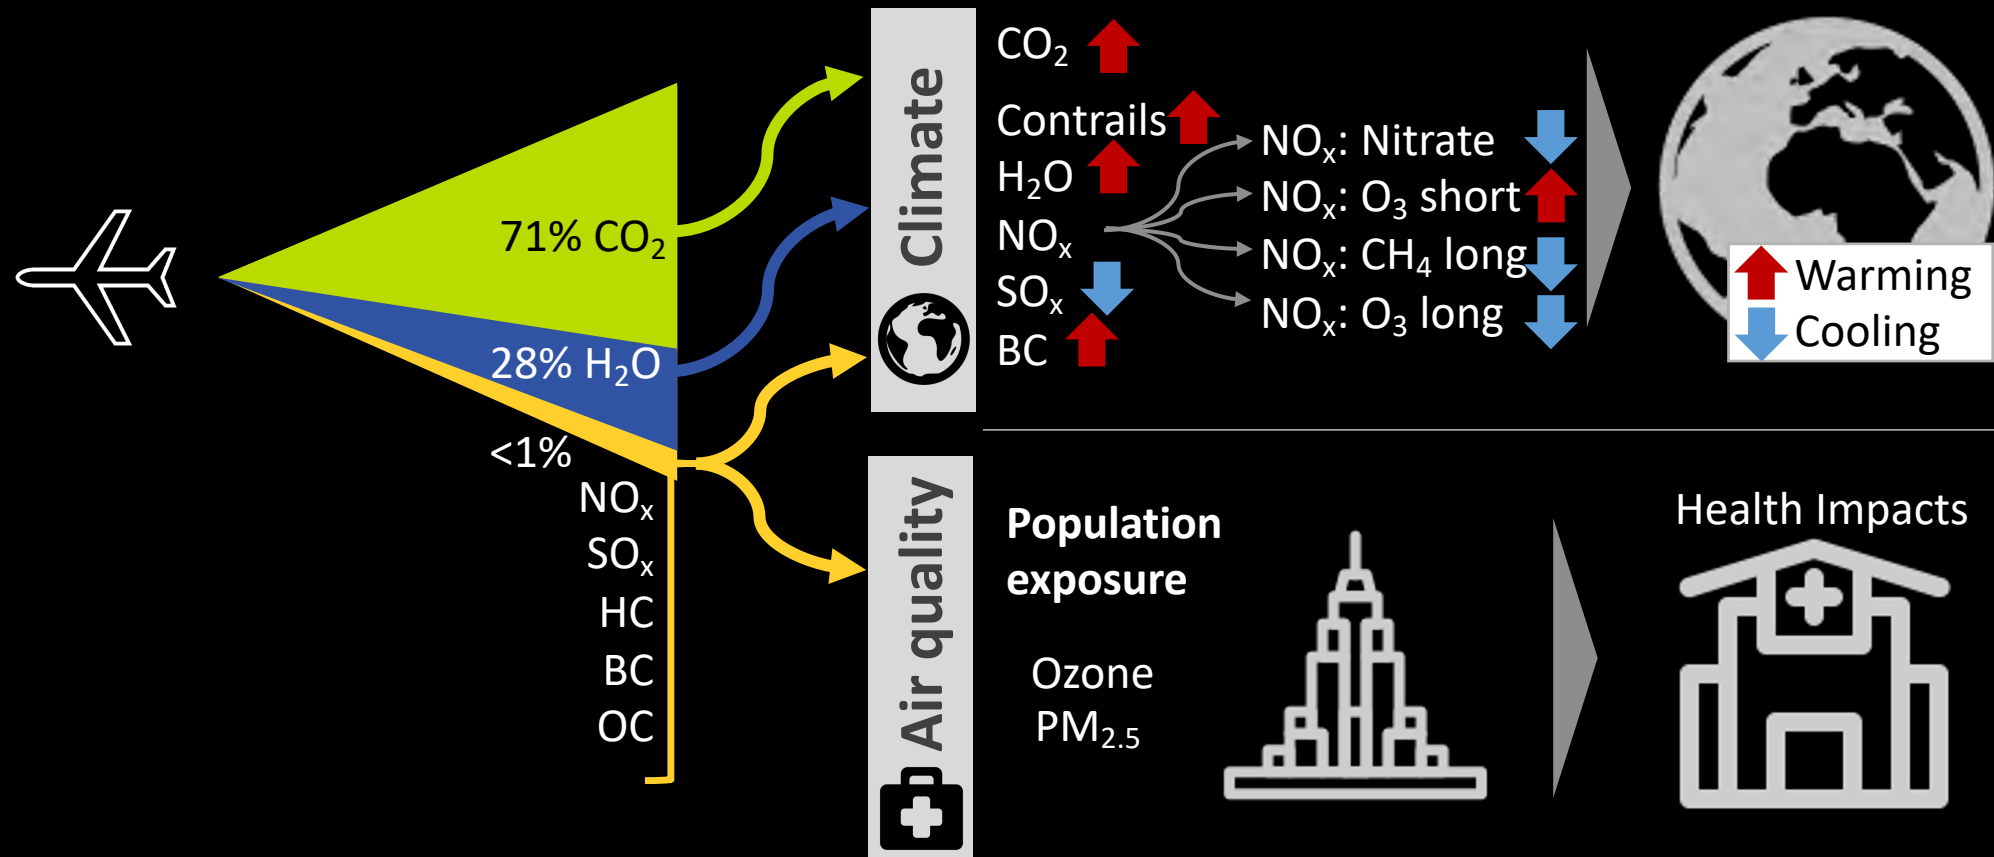 71% CO₂
28% H₂O
<1%
NOₓ
SOₓ
HC
BC
OC
Climate
CO₂
Contrails
H₂O
NOₓ
SOₓ
BC
NOₓ: Nitrate
NOₓ: O₃ short
NOₓ: CH₄ long
NOₓ: O₃ long
Warming
Cooling
Air quality
Population
exposure
Ozone
PM₂.₅
Health Impacts